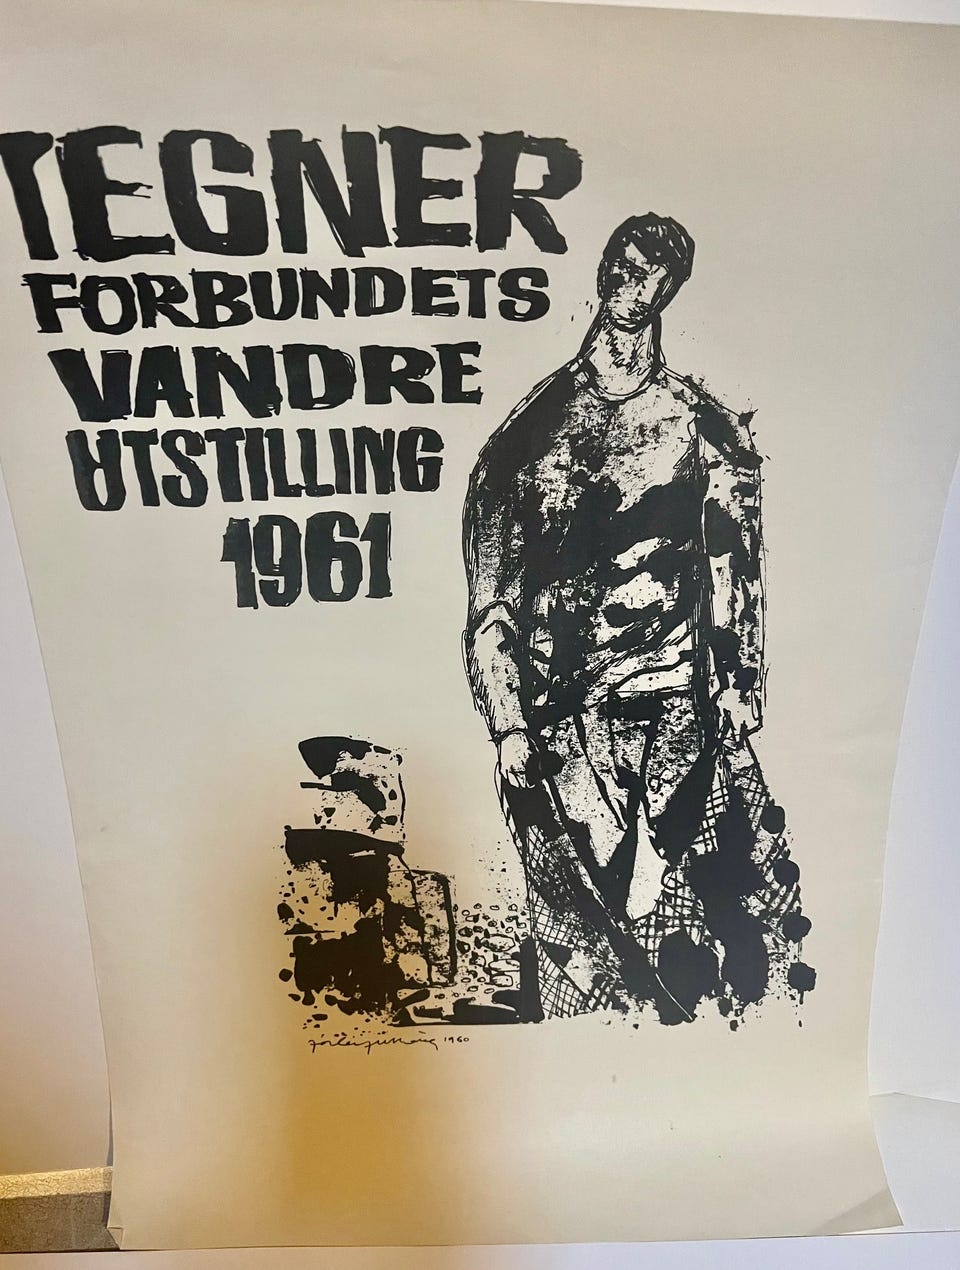 TEGNER
FORBUNDETS
VANDRE
UTSTILLING
1961
1960